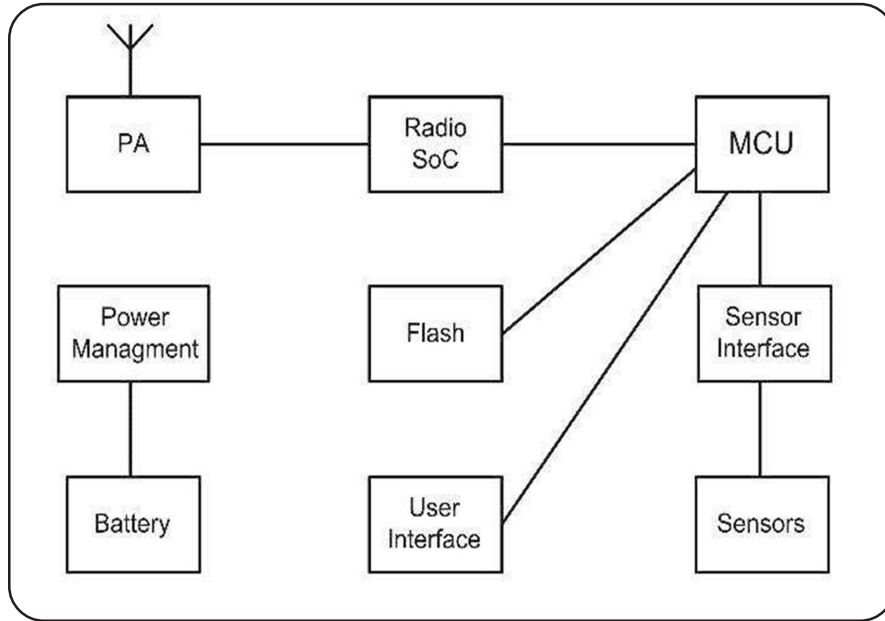 PA
Radio
SoC
MCU
Power
Managment
Flash
Sensor
Interface
Battery
User
Interface
Sensors